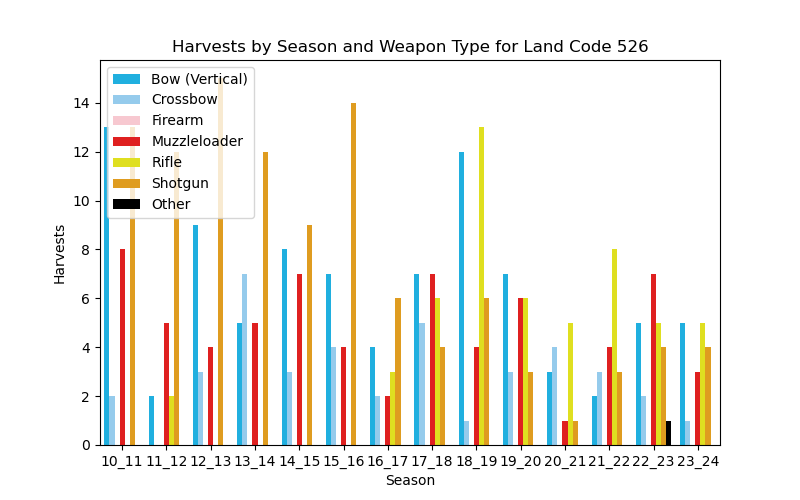 Harvests by Season and Weapon Type for Land Code 526
Bow (Vertical)
Crossbow
Firearm
Muzzleloader
Rifle
Shotgun
Other
14
12
10
8
6
4
2
0
Harvests
10_11 11_12 12_13 13_14 14_15 15_16 16_17 17_18 18_19 19_20 20_21 21_22 22_23 23_24
Season